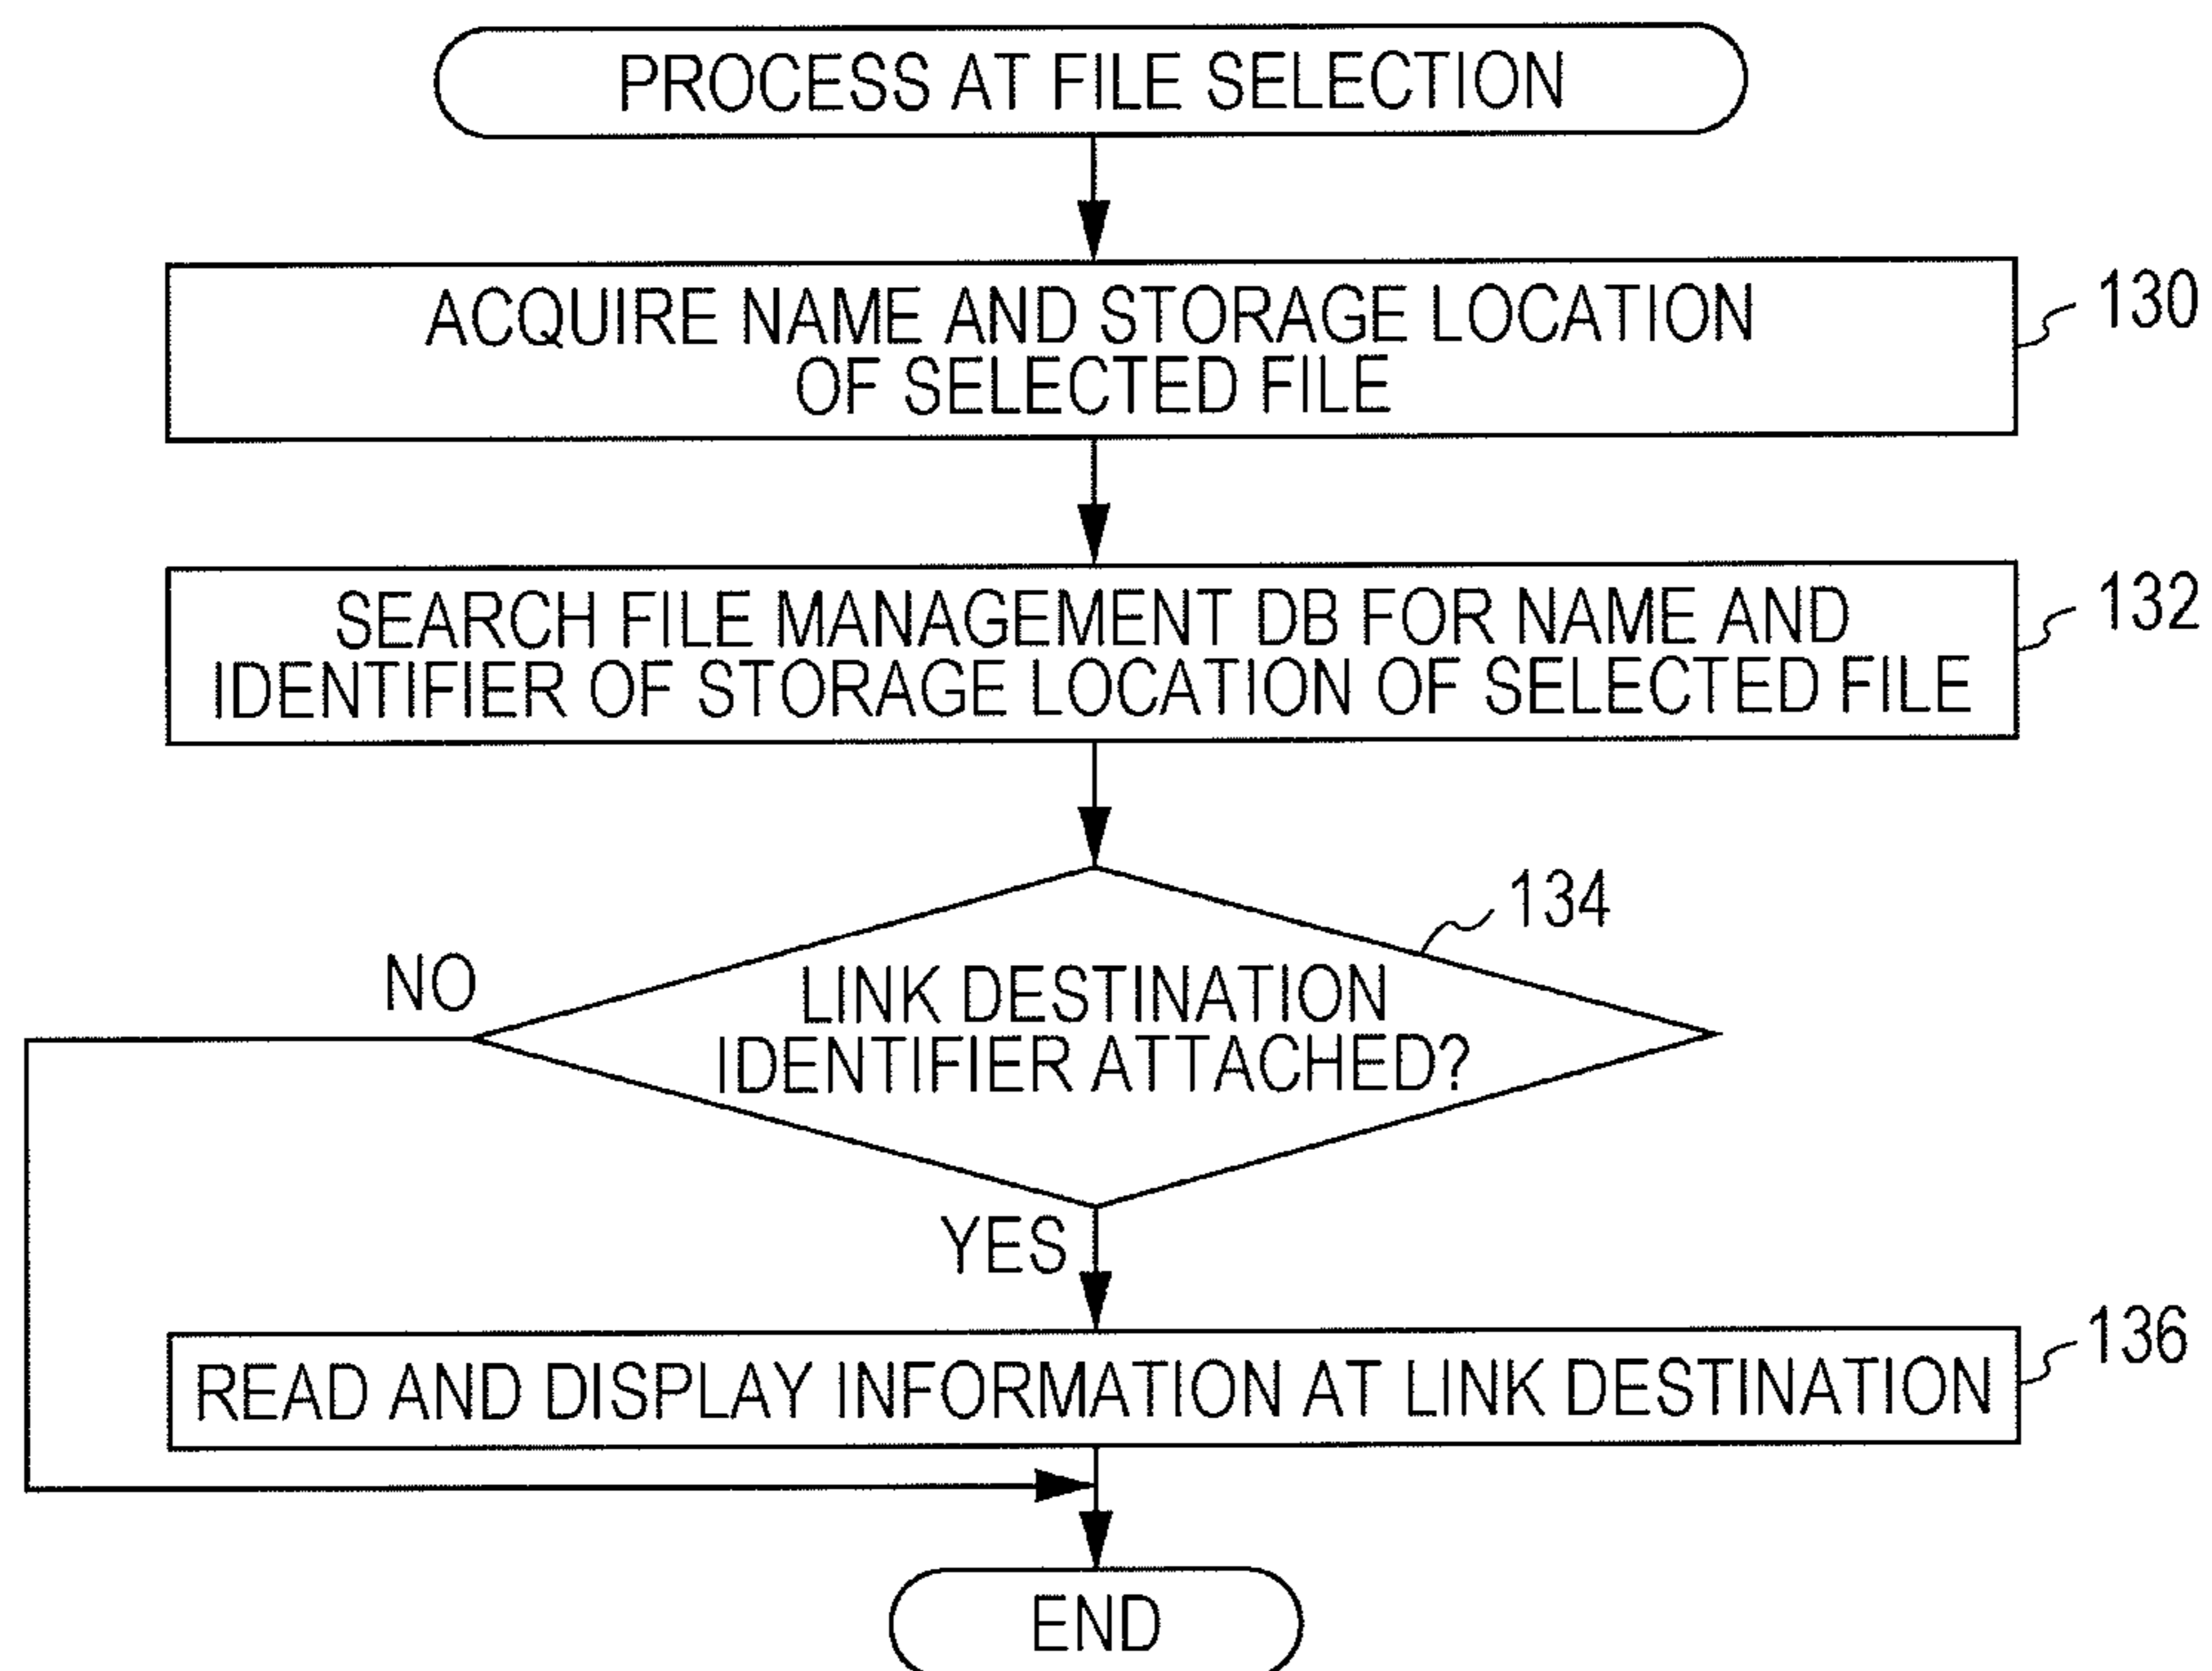 PROCESS AT FILE SELECTION
ACQUIRE NAME AND STORAGE LOCATION
OF SELECTED FILE
130
SEARCH FILE MANAGEMENT DB FOR NAME AND
IDENTIFIER OF STORAGE LOCATION OF SELECTED FILE
132
134
NO
LINK DESTINATION
IDENTIFIER ATTACHED?
YES
READ AND DISPLAY INFORMATION AT LINK DESTINATION
136
END